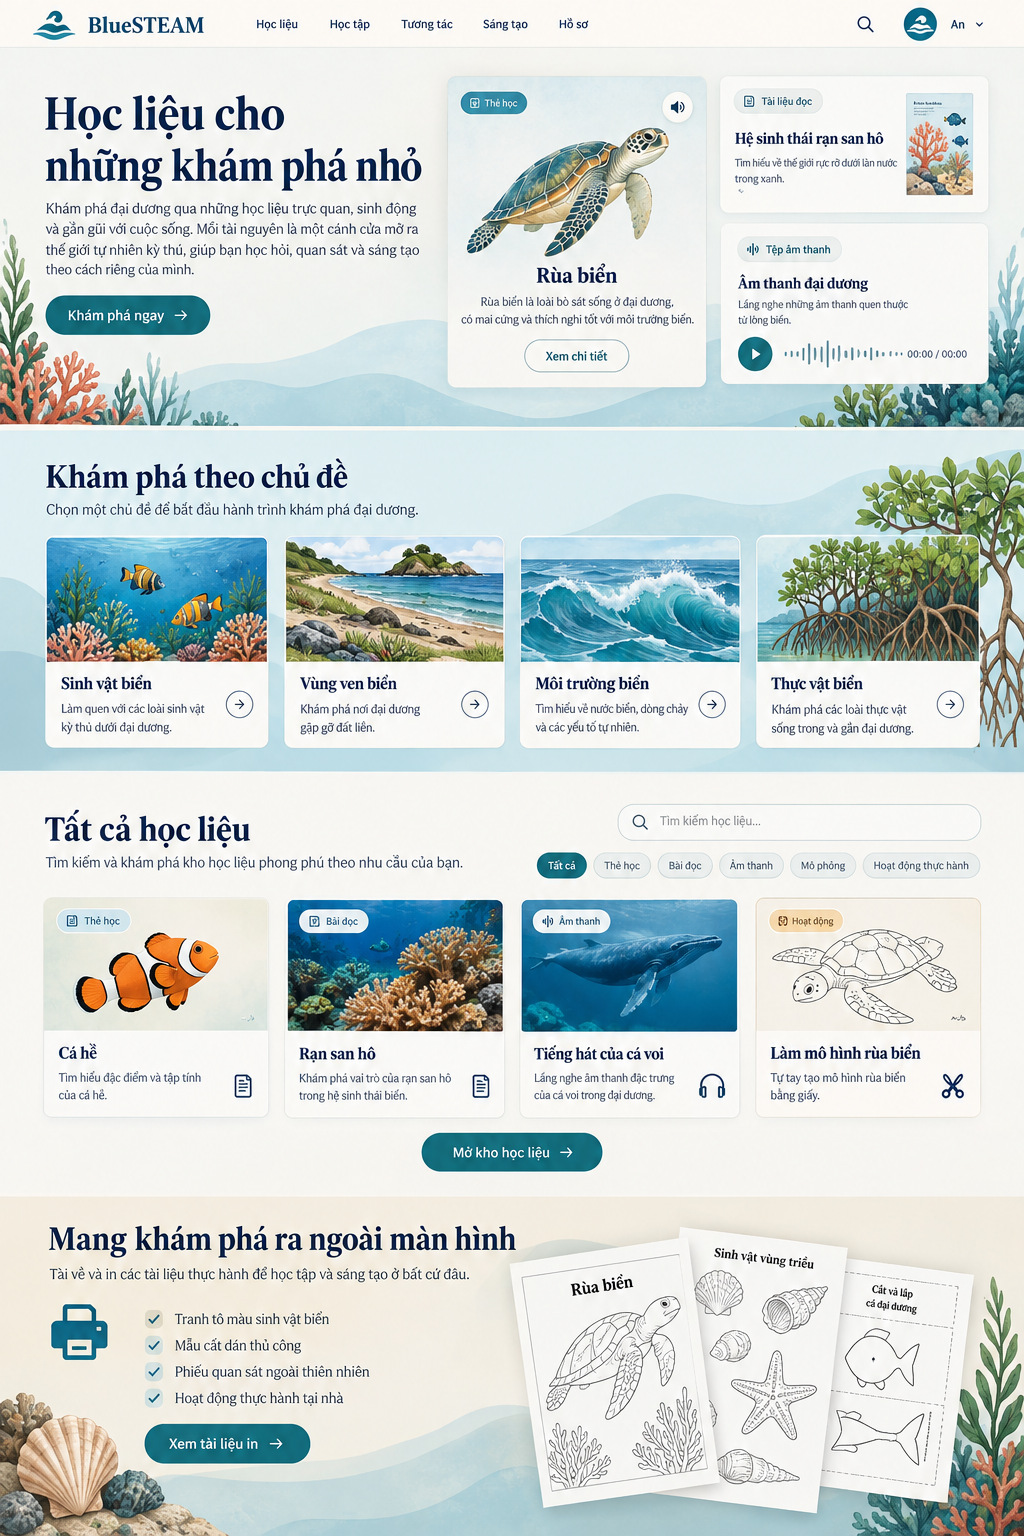 BlueSTEAM
Học liệu
Học tập
Tương tác
Sáng tạo
Hồ sơ
An
Học liệu cho
những khám phá nhỏ
Khám phá đại dương qua những học liệu trực quan, sinh động
và gần gũi với cuộc sống. Mỗi tài nguyên là một cánh cửa mở ra
thế giới tự nhiên kỳ thú, giúp bạn học hỏi, quan sát và sáng tạo
theo cách riêng của mình.
Khám phá ngay
Thẻ học
Rùa biển
Rùa biển là loài bò sát sống ở đại dương,
có mai cứng và thích nghi tốt với môi trường biển.
Xem chi tiết
Tài liệu đọc
Hệ sinh thái rạn san hô
Tìm hiểu về thế giới rực rỡ dưới làn nước
trong xanh.
Tệp âm thanh
Âm thanh đại dương
Lắng nghe những âm thanh quen thuộc
từ lòng biển.
00:00 / 00:00
Khám phá theo chủ đề
Chọn một chủ đề để bắt đầu hành trình khám phá đại dương.
Sinh vật biển
Làm quen với các loài sinh vật
kỳ thú dưới đại dương.
Vùng ven biển
Khám phá nơi đại dương
gặp gỡ đất liền.
Môi trường biển
Tìm hiểu về nước biển, dòng chảy
và các yếu tố tự nhiên.
Thực vật biển
Khám phá các loài thực vật
sống trong và gần đại dương.
Tất cả học liệu
Tìm kiếm và khám phá kho học liệu phong phú theo nhu cầu của bạn.
Tìm kiếm học liệu...
Tất cả
Thẻ học
Bài đọc
Âm thanh
Mô phỏng
Hoạt động thực hành
Thẻ học
Cá hề
Tìm hiểu đặc điểm và tập tính
của cá hề.
Bài đọc
Rạn san hô
Khám phá vai trò của rạn san hô
trong hệ sinh thái biển.
Âm thanh
Tiếng hát của cá voi
Lắng nghe âm thanh đặc trưng
của cá voi trong đại dương.
Hoạt động
Làm mô hình rùa biển
Tự tay tạo mô hình rùa biển
bằng giấy.
Mở kho học liệu
Mang khám phá ra ngoài màn hình
Tải về và in các tài liệu thực hành để học tập và sáng tạo ở bất cứ đâu.
Tranh tô màu sinh vật biển
Mẫu cắt dán thủ công
Phiếu quan sát ngoài thiên nhiên
Hoạt động thực hành tại nhà
Xem tài liệu in
Rùa biển
Sinh vật vùng triều
Cắt và lắp
cá đại dương